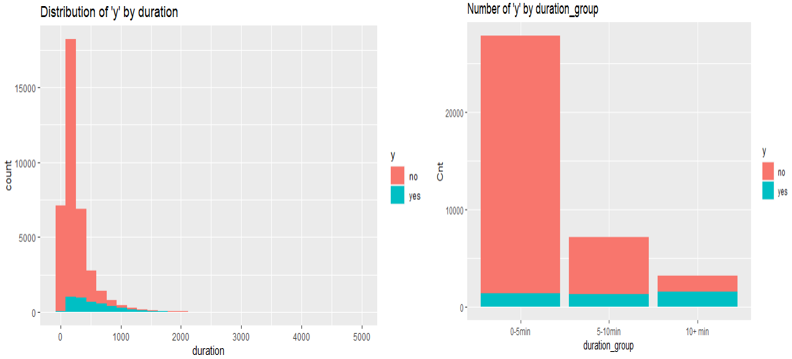 Distribution of 'y' by duration
count
15000
10000
5000
0
0 1000 2000 3000 4000 5000
duration
y
no
yes
Number of 'y' by duration_group
Cnt
20000
10000
0
0-5min 5-10min 10+ min
duration_group
y
no
yes